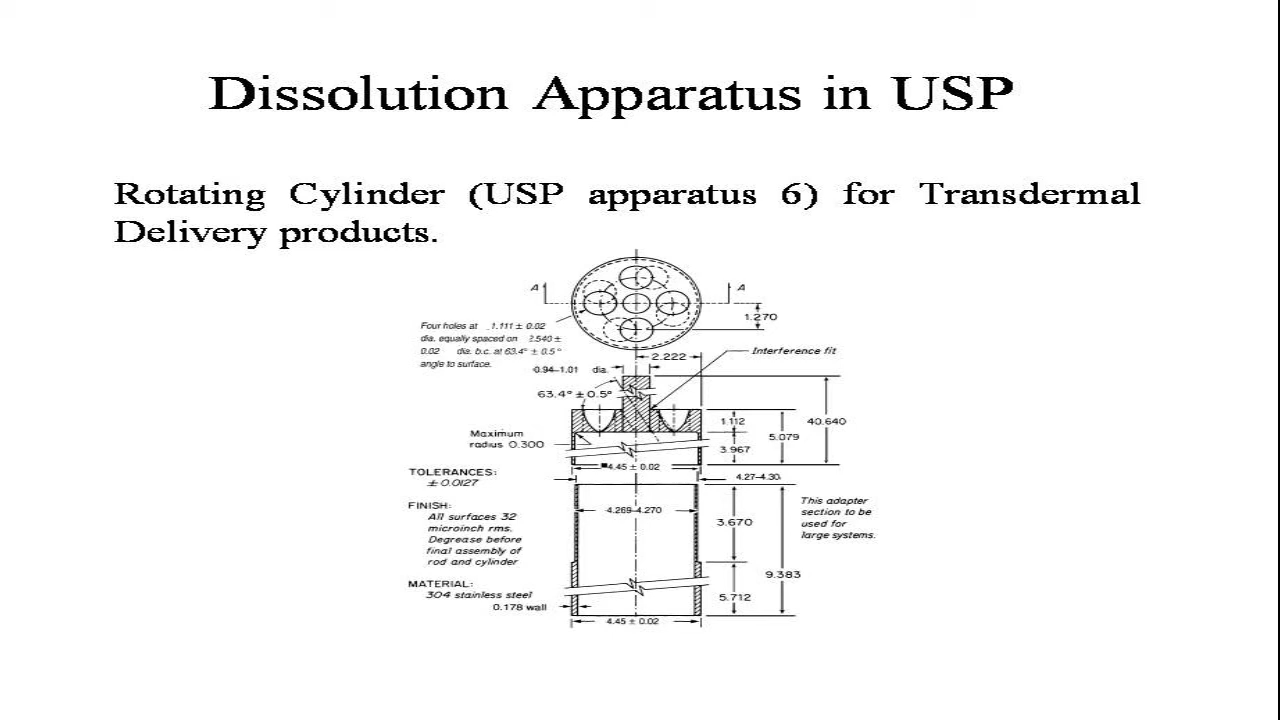 Dissolution Apparatus in USP
Rotating Cylinder (USP apparatus 6) for Transdermal
Delivery products.
A
A
1.270
Four holes at 1.111 ± 0.02
dia. equally spaced on 2.540 ±
0.02 dia. b.c. at 63.4° ± 0.5°
angle to surface.
Interference fit
2.222
0.94–1.01 dia.
63.4° ± 0.5°
1.112
40.640
5.079
Maximum
radius 0.300
3.967
4.45 ± 0.02
TOLERANCES:
± 0.0127
4.27–4.30
FINISH:
All surfaces 32
microinch rms.
Degrease before
final assembly of
rod and cylinder
4.269–4.270
3.670
This adapter
section to be
used for
large systems.
9.383
MATERIAL:
304 stainless steel
5.712
0.178 wall
4.45 ± 0.02